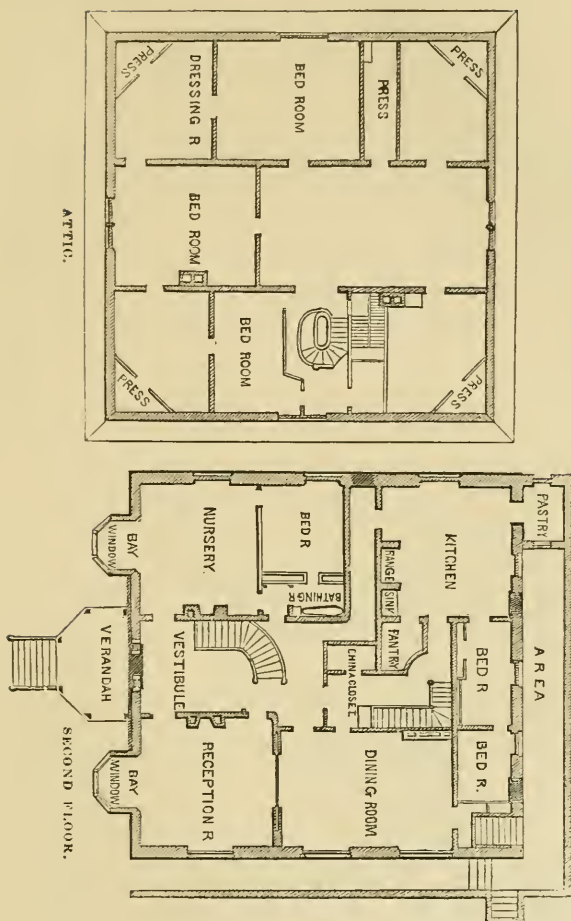 ATTIC.
PRESS
DRESSING R
BED ROOM
PRESS
PRESS
BED ROOM
BED ROOM
PRESS
PRESS
SECOND FLOOR.
PASTRY
KITCHEN
AREA
BED R
BATHING R
NURSERY.
BAY
WINDOW
RANGE
SINK
PANTRY
CHINA CLOSET
BED R
BED R.
VESTIBULE
VERANDAH
DINING ROOM
RECEPTION R
BAY
WINDOW